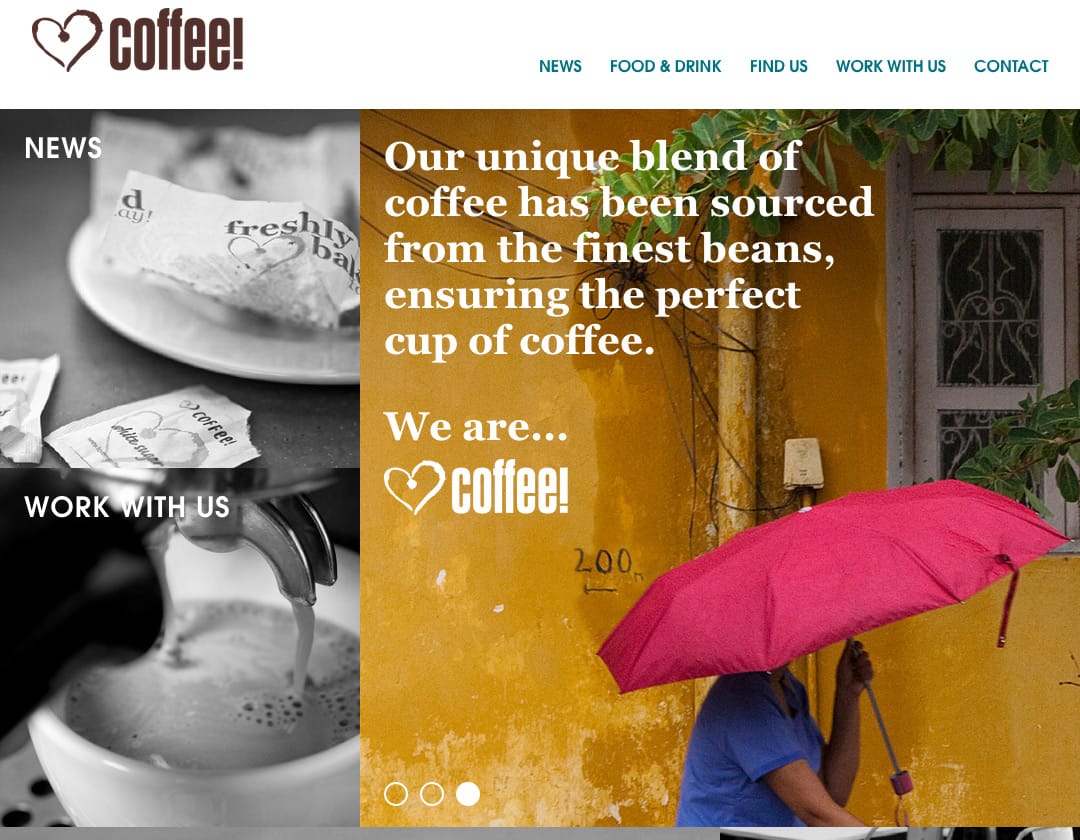 coffee!
NEWS
FOOD & DRINK
FIND US
WORK WITH US
CONTACT
NEWS
d
ay!
freshly
bak
coffee!
white sugar
WORK WITH US
Our unique blend of
coffee has been sourced
from the finest beans,
ensuring the perfect
cup of coffee.
We are...
coffee!
200